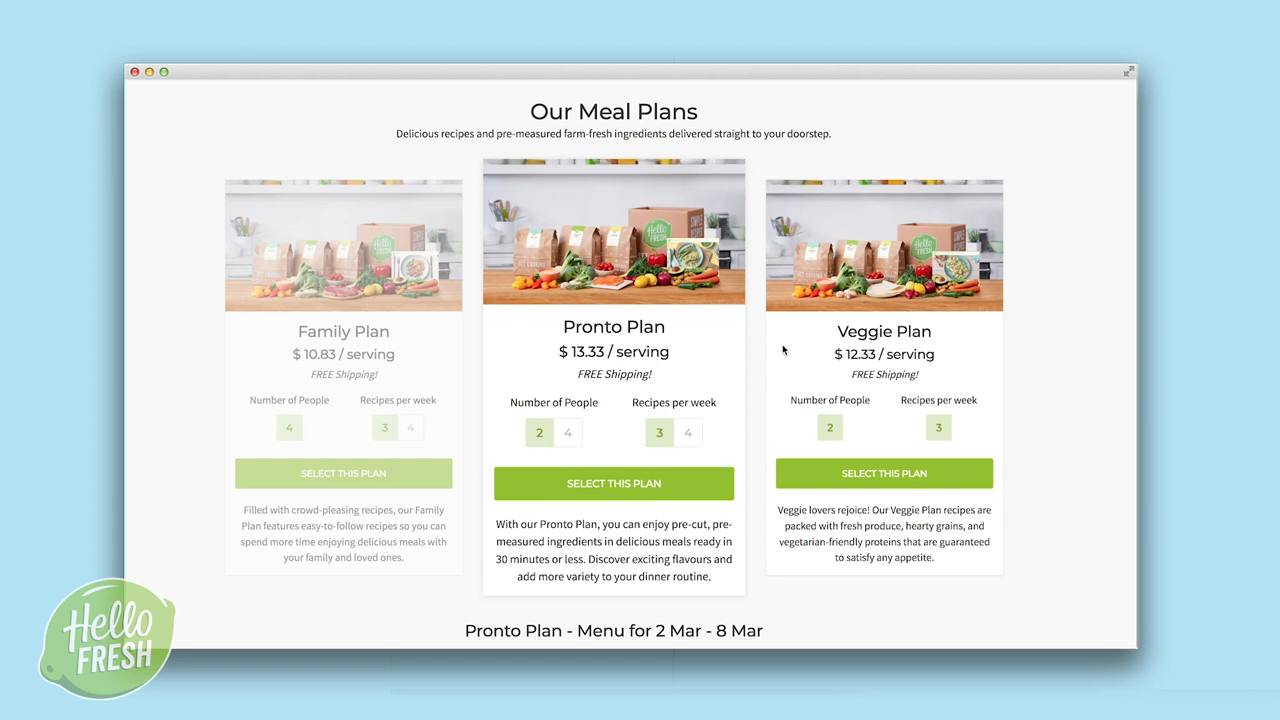 Our Meal Plans
Delicious recipes and pre-measured farm-fresh ingredients delivered straight to your doorstep.
Hello
FRESH
Family Plan
$ 10.83 / serving
FREE Shipping!
Number of People Recipes per week
4 3 4
SELECT THIS PLAN
Filled with crowd-pleasing recipes, our Family
Plan features easy-to-follow recipes so you can
spend more time enjoying delicious meals with
your family and loved ones.
Hello
FRESH
Pronto Plan
$ 13.33 / serving
FREE Shipping!
Number of People Recipes per week
2 4 3 4
SELECT THIS PLAN
With our Pronto Plan, you can enjoy pre-cut, pre-
measured ingredients in delicious meals ready in
30 minutes or less. Discover exciting flavours and
add more variety to your dinner routine.
Hello
FRESH
Veggie Plan
$ 12.33 / serving
FREE Shipping!
Number of People Recipes per week
2 3
SELECT THIS PLAN
Veggie lovers rejoice! Our Veggie Plan recipes are
packed with fresh produce, hearty grains, and
vegetarian-friendly proteins that are guaranteed
to satisfy any appetite.
Pronto Plan - Menu for 2 Mar - 8 Mar
Hello
FRESH